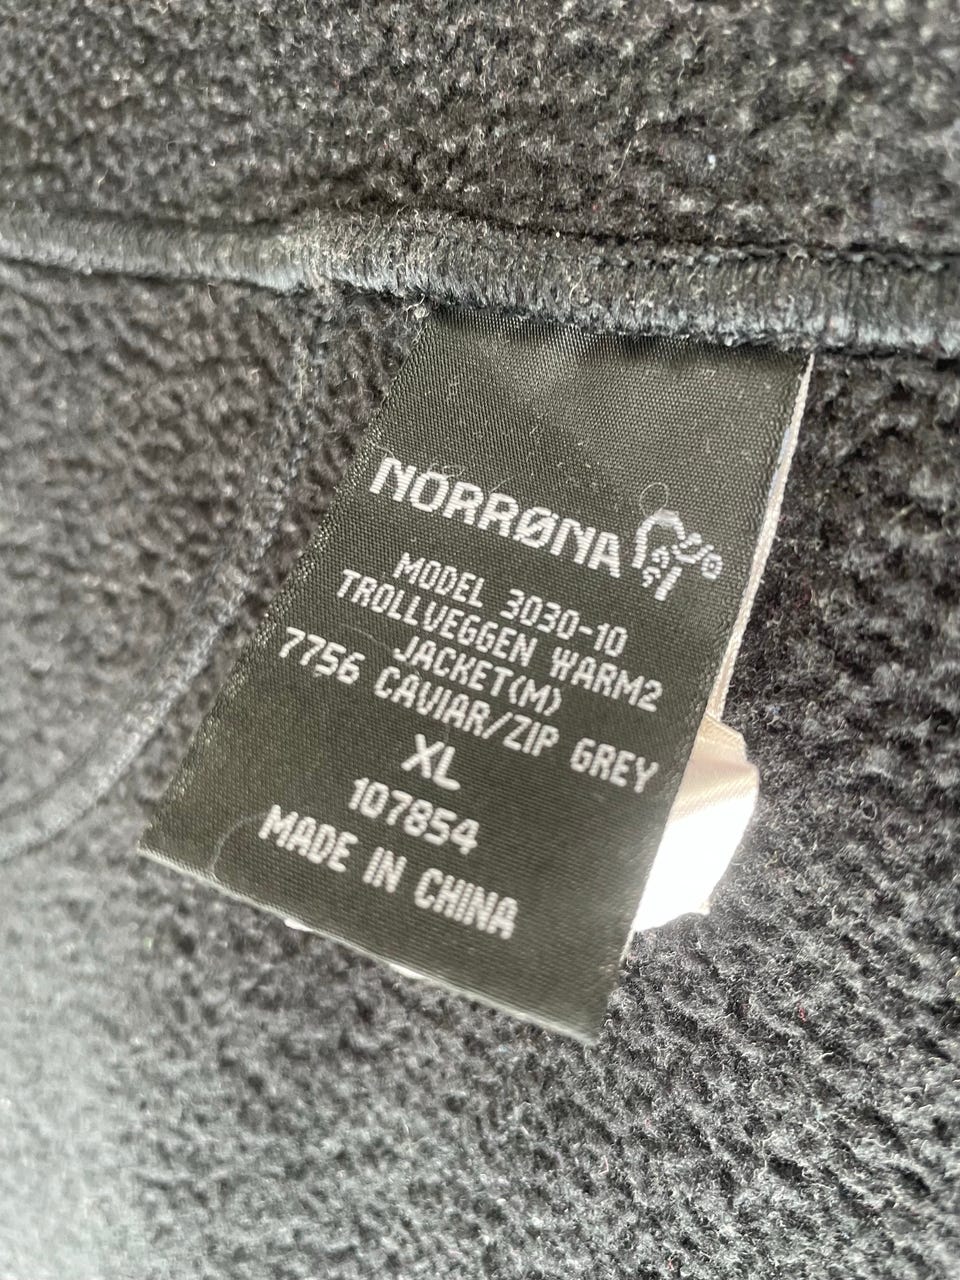 NORRØNA
MODEL 3030-10
TROLLVEGGEN WARM2
JACKET(M)
7756 CAVIAR/ZIP GREY
XL
107854
MADE IN CHINA